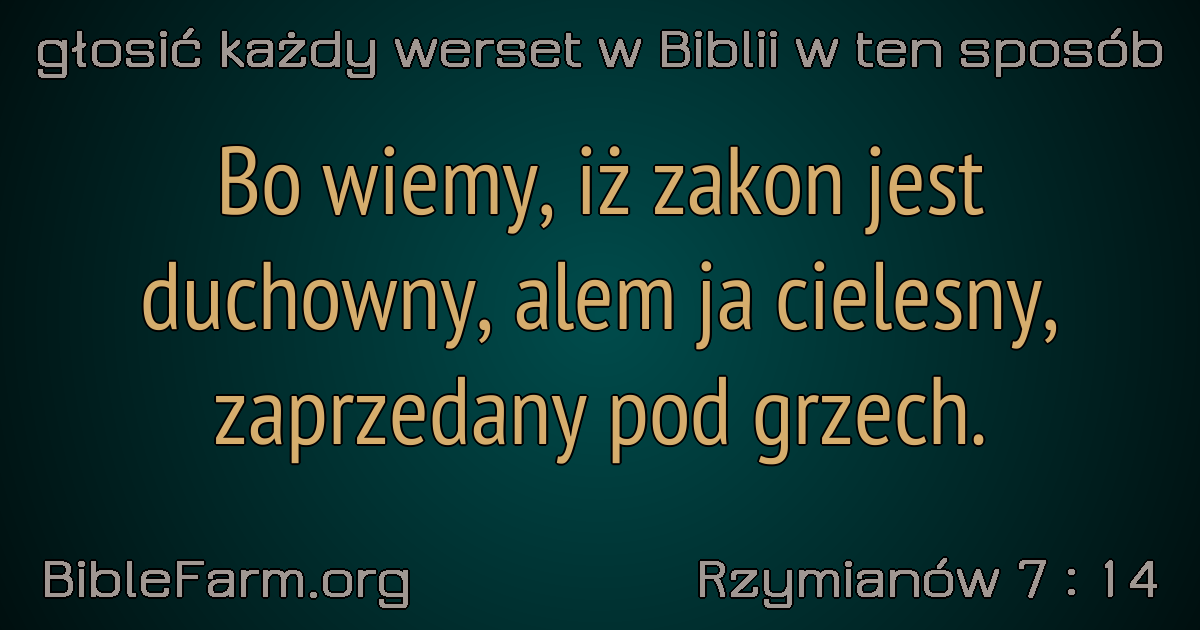 głosić każdy werset w Biblii w ten sposób
Bo wiemy, iż zakon jest
duchowny, alem ja cielesny,
zaprzedany pod grzech.
BibleFarm.org
Rzymianów 7 : 14